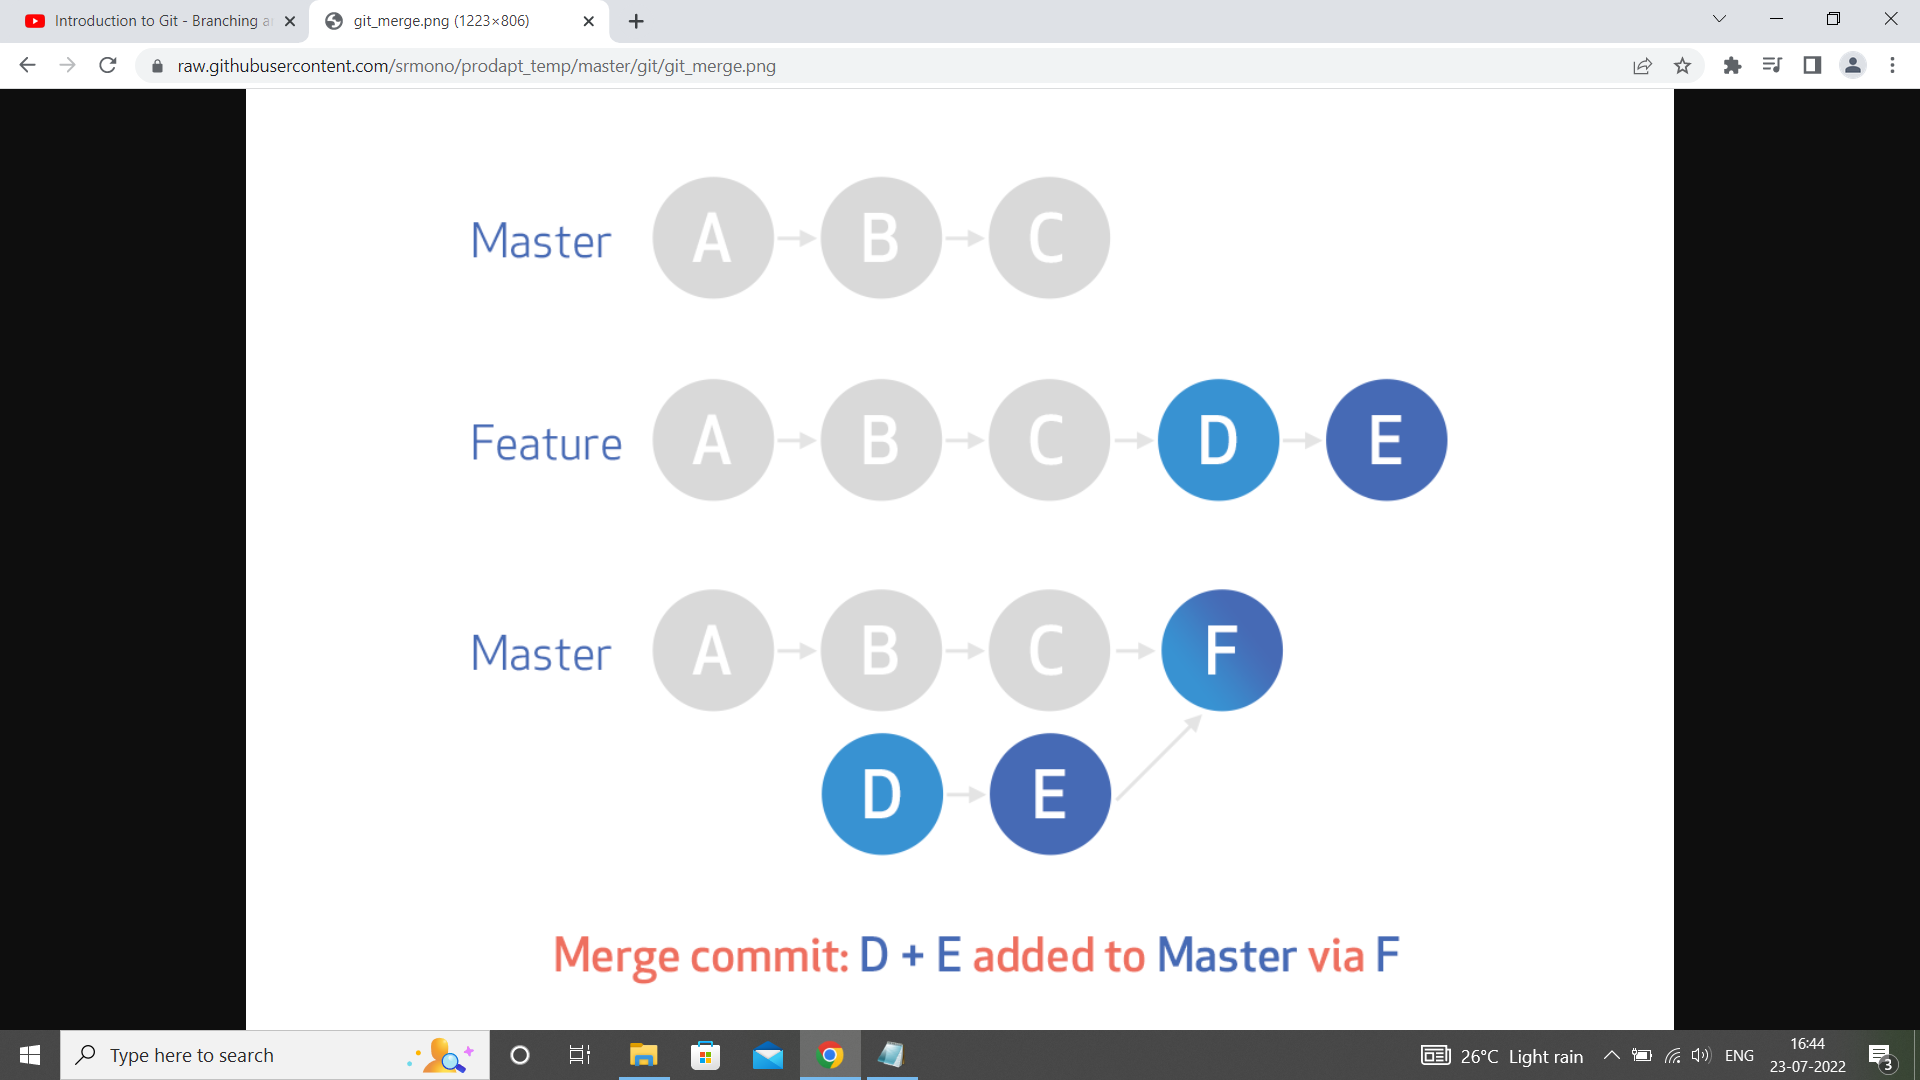 Introduction to Git - Branching a
git_merge.png (1223×806)
raw.githubusercontent.com/srmono/prodapt_temp/master/git/git_merge.png
Master A B C
Feature A B C D E
Master A B C F
D E
Merge commit: D + E added to Master via F
Type here to search
26°C Light rain
ENG
16:44
23-07-2022
3